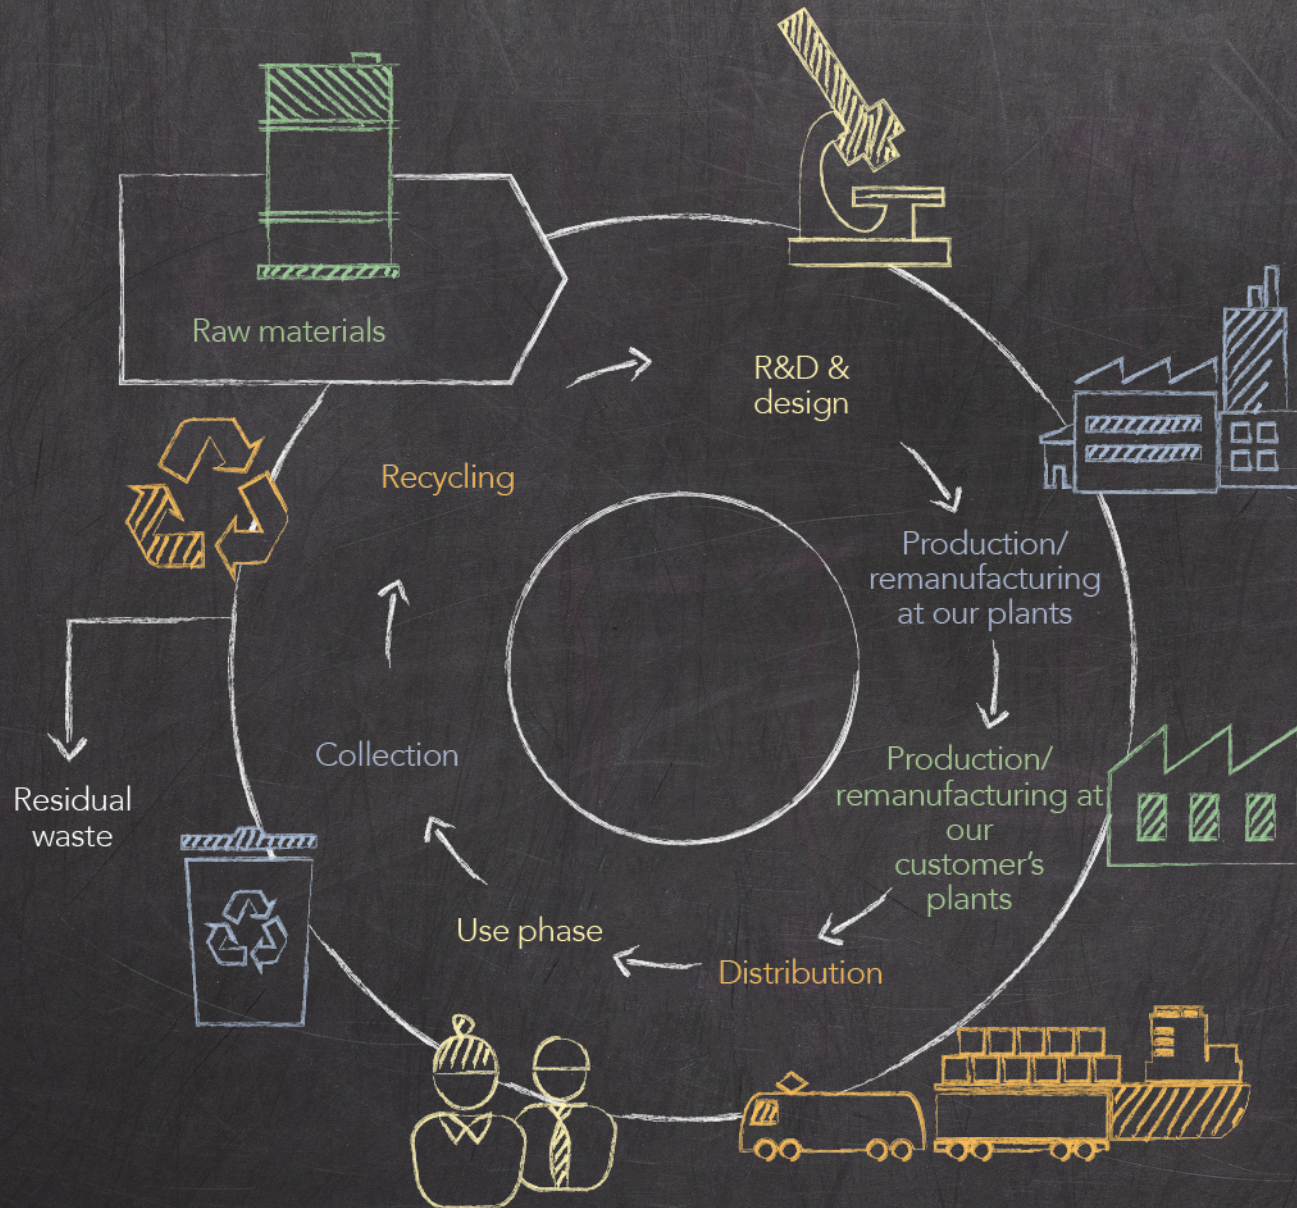 Raw materials
R&D &
design
Recycling
Production/
remanufacturing
at our plants
Production/
remanufacturing at
our
customer's
plants
Collection
Residual
waste
Use phase
Distribution